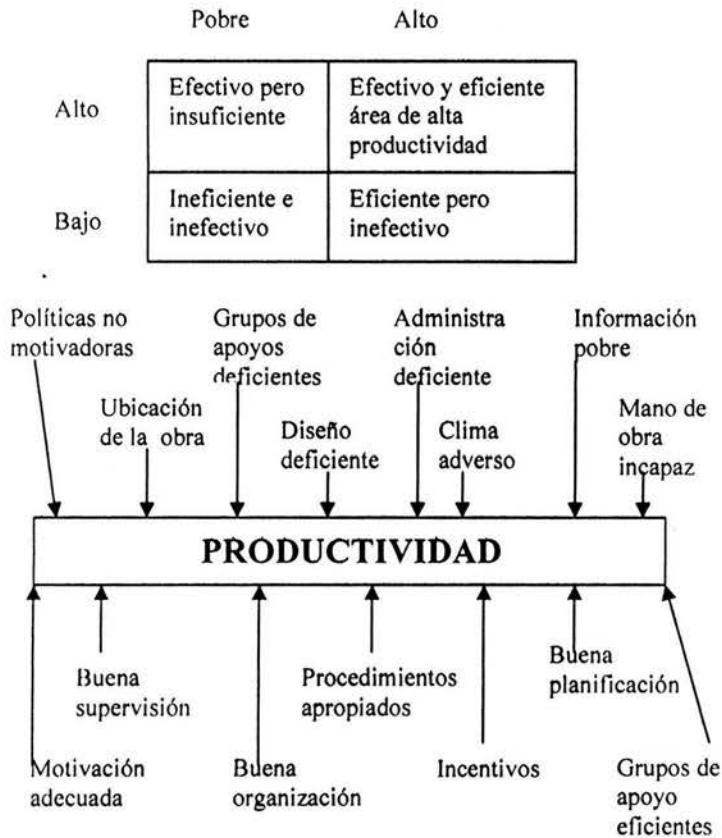 Pobre Alto
Alto
Efectivo pero
insuficiente
Efectivo y eficiente
área de alta
productividad
Bajo
Ineficiente e
inefectivo
Eficiente pero
inefectivo
Políticas no
motivadoras
Grupos de
apoyos
deficientes
Administra
ción
deficiente
Información
pobre
Ubicación
de la obra
Diseño
deficiente
Clima
adverso
Mano de
obra
incapaz
PRODUCTIVIDAD
Buena
supervisión
Procedimientos
apropiados
Buena
planificación
Motivación
adecuada
Buena
organización
Incentivos
Grupos de
apoyo
eficientes